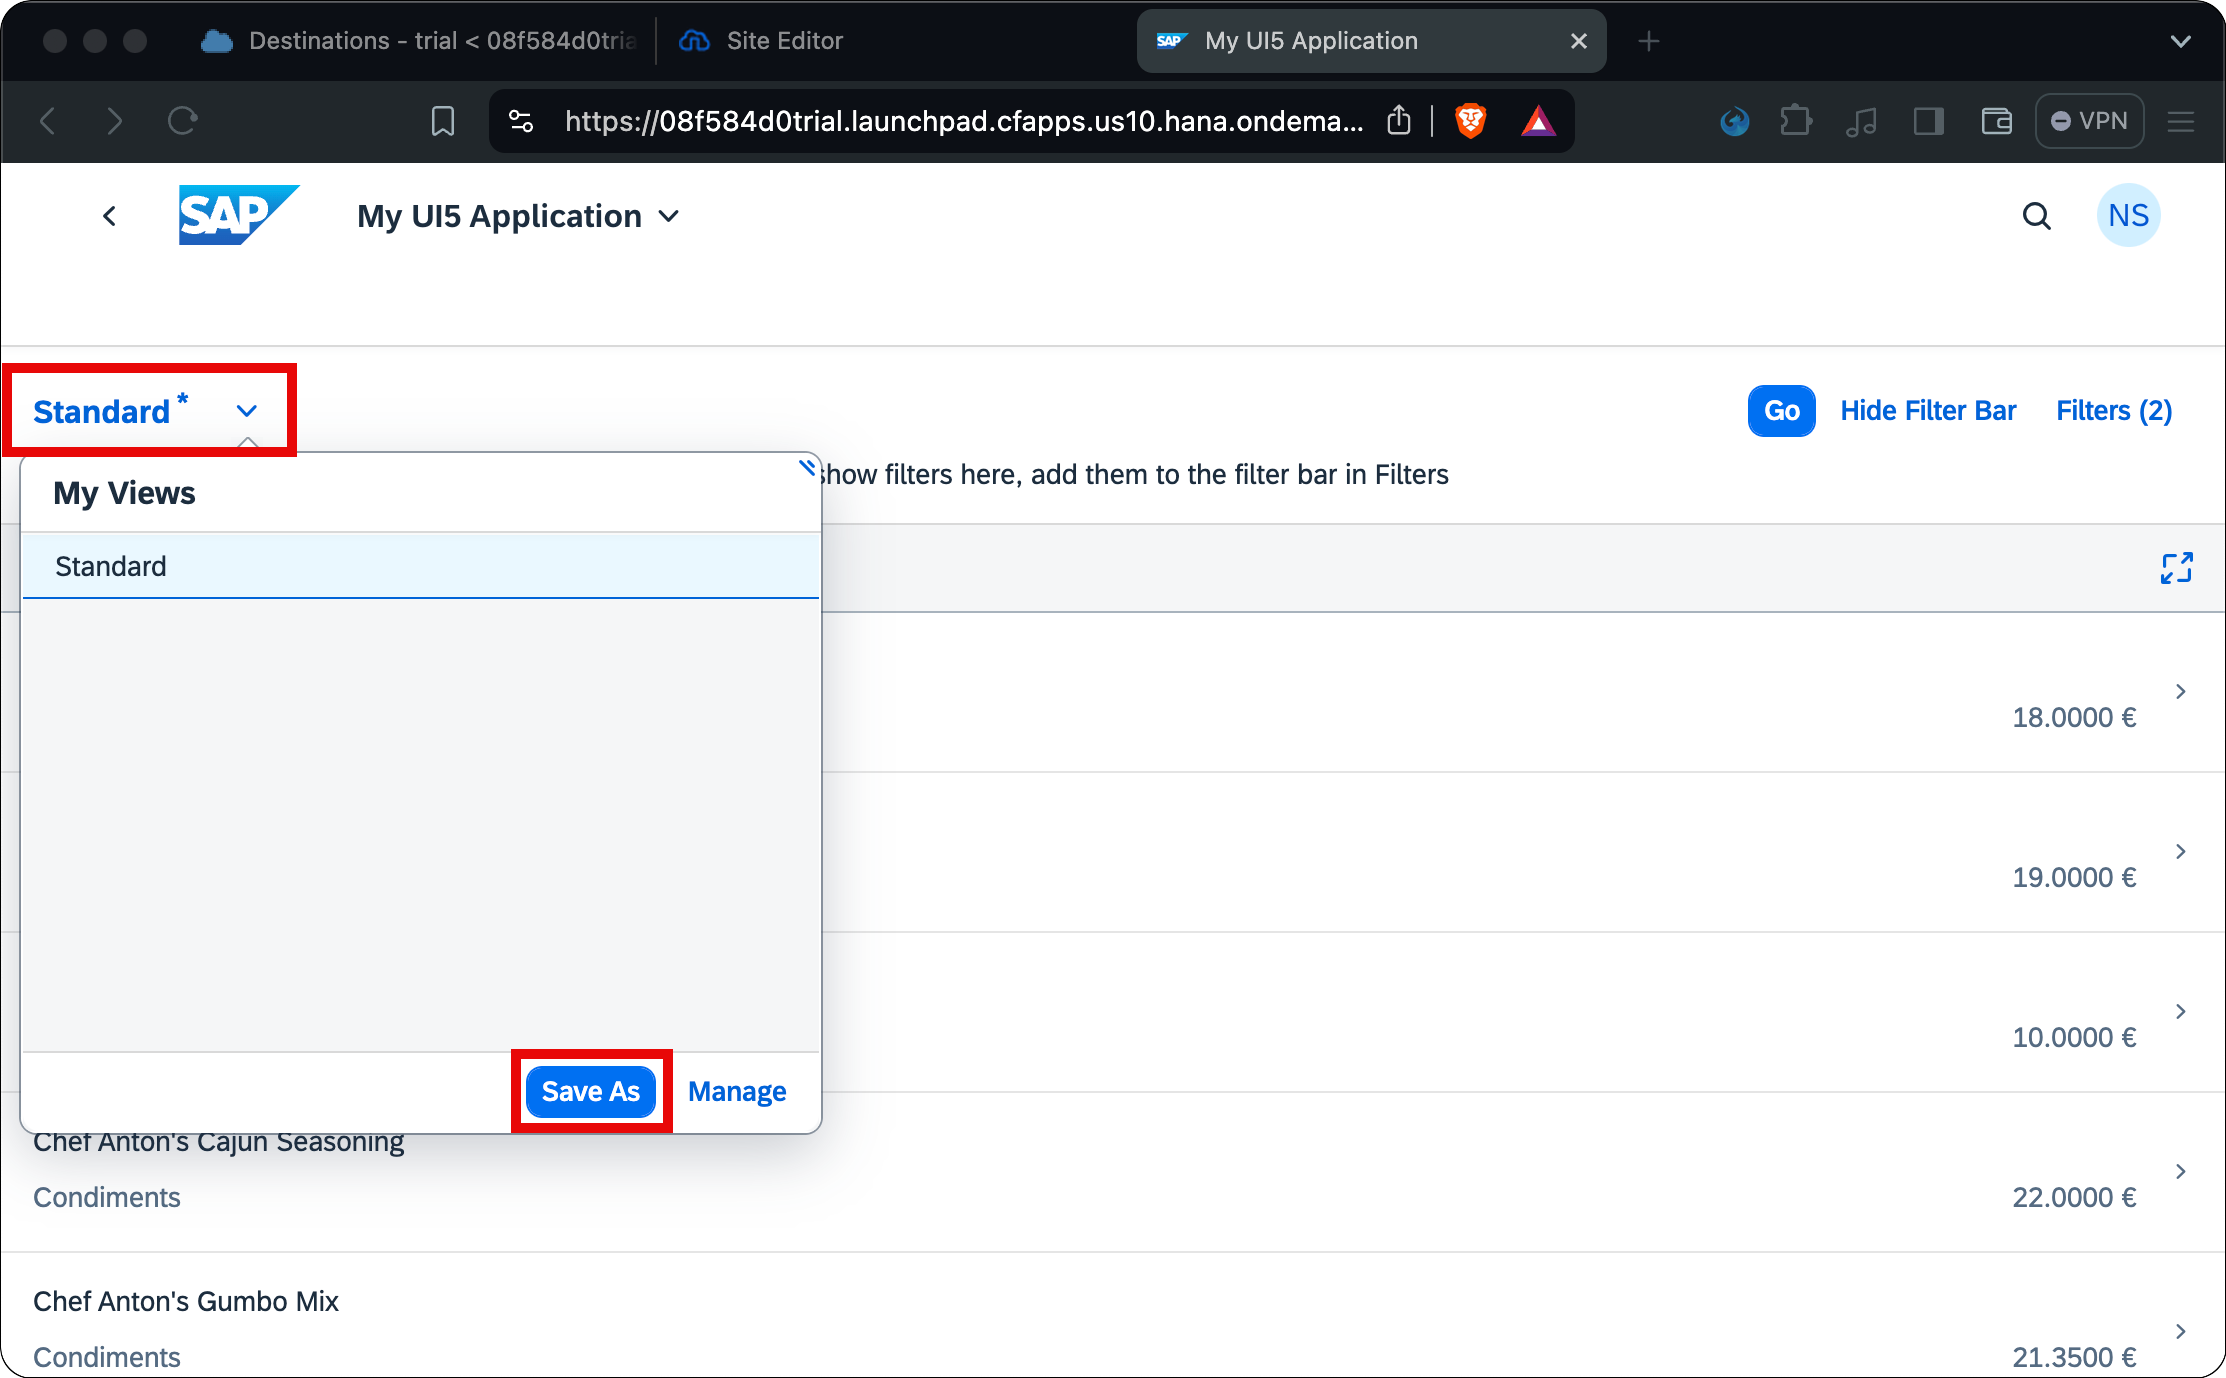 Destinations - trial < 08f584d0tria
Site Editor
SAP My UI5 Application
https://08f584d0trial.launchpad.cfapps.us10.hana.ondema...
VPN
SAP My UI5 Application
NS
Standard *
Go Hide Filter Bar Filters (2)
show filters here, add them to the filter bar in Filters
My Views
Standard
18.0000 €
19.0000 €
10.0000 €
Save As Manage
Chef Anton's Cajun Seasoning
Condiments
22.0000 €
Chef Anton's Gumbo Mix
Condiments
21.3500 €